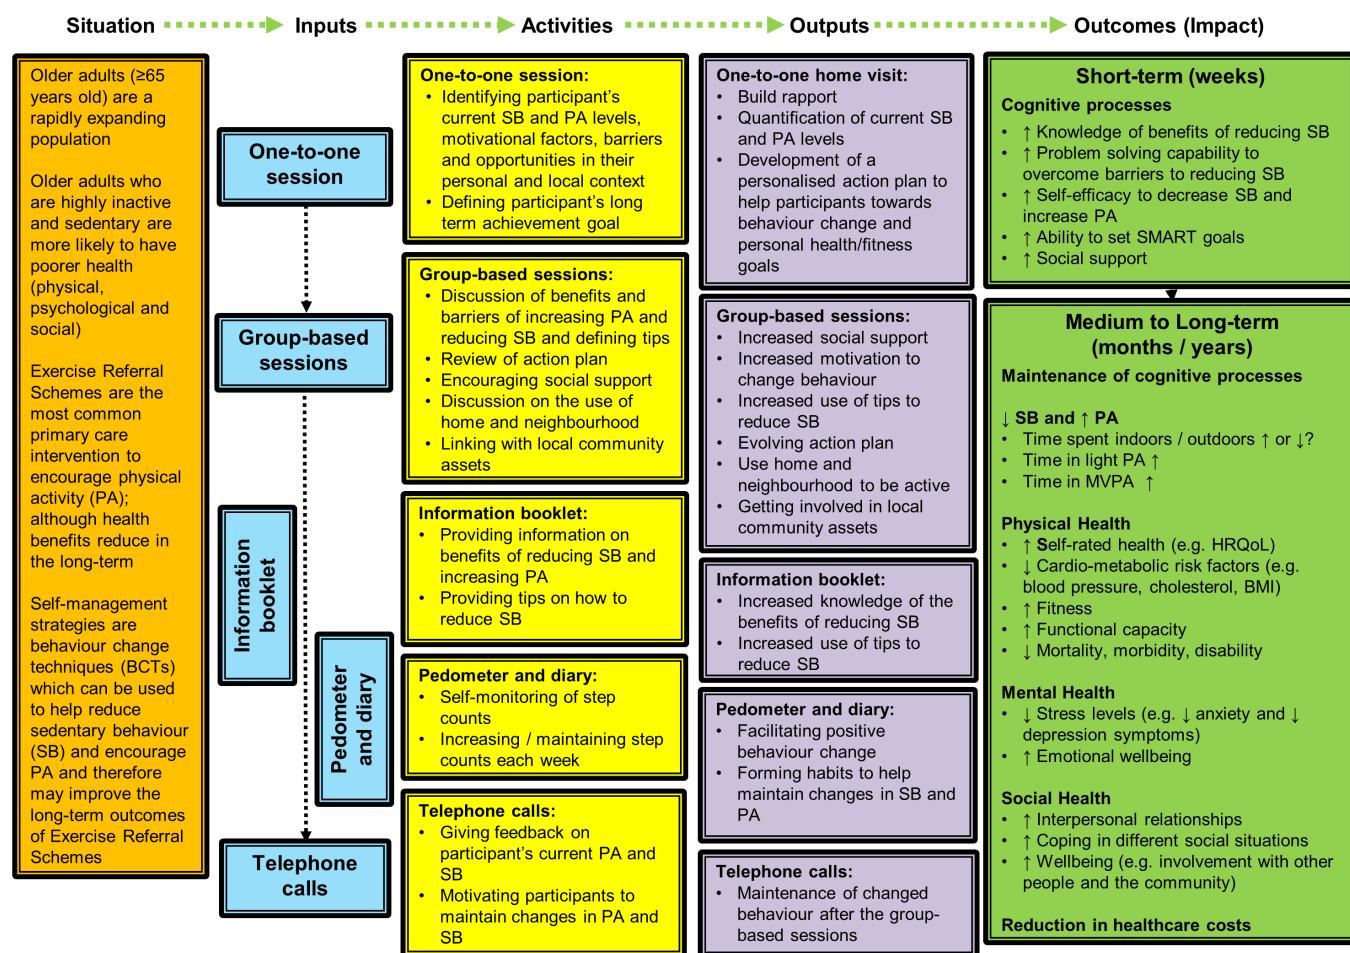 Situation
Inputs
Activities
Outputs
Outcomes (Impact)
Older adults (≥65
years old) are a
rapidly expanding
population
Older adults who
are highly inactive
and sedentary are
more likely to have
poorer health
(physical,
psychological and
social)
Exercise Referral
Schemes are the
most common
primary care
intervention to
encourage physical
activity (PA);
although health
benefits reduce in
the long-term
Self-management
strategies are
behaviour change
techniques (BCTs)
which can be used
to help reduce
sedentary behaviour
(SB) and encourage
PA and therefore
may improve the
long-term outcomes
of Exercise Referral
Schemes
One-to-one
session
Group-based
sessions
Information
booklet
Pedometer
and diary
Telephone
calls
One-to-one session:
• Identifying participant's
current SB and PA levels,
motivational factors, barriers
and opportunities in their
personal and local context
• Defining participant's long
term achievement goal
Group-based sessions:
• Discussion of benefits and
barriers of increasing PA and
reducing SB and defining tips
• Review of action plan
• Encouraging social support
• Discussion on the use of
home and neighbourhood
• Linking with local community
assets
Information booklet:
• Providing information on
benefits of reducing SB and
increasing PA
• Providing tips on how to
reduce SB
Pedometer and diary:
• Self-monitoring of step
counts
• Increasing / maintaining step
counts each week
Telephone calls:
• Giving feedback on
participant's current PA and
SB
• Motivating participants to
maintain changes in PA and
SB
One-to-one home visit:
• Build rapport
• Quantification of current SB
and PA levels
• Development of a
personalised action plan to
help participants towards
behaviour change and
personal health/fitness
goals
Group-based sessions:
• Increased social support
• Increased motivation to
change behaviour
• Increased use of tips to
reduce SB
• Evolving action plan
• Use home and
neighbourhood to be active
• Getting involved in local
community assets
Information booklet:
• Increased knowledge of the
benefits of reducing SB
• Increased use of tips to
reduce SB
Pedometer and diary:
• Facilitating positive
behaviour change
• Forming habits to help
maintain changes in SB and
PA
Telephone calls:
• Maintenance of changed
behaviour after the group-
based sessions
Short-term (weeks)
Cognitive processes
• ↑ Knowledge of benefits of reducing SB
• ↑ Problem solving capability to
overcome barriers to reducing SB
• ↑ Self-efficacy to decrease SB and
increase PA
• ↑ Ability to set SMART goals
• ↑ Social support
Medium to Long-term
(months / years)
Maintenance of cognitive processes
↓ SB and ↑ PA
• Time spent indoors / outdoors ↑ or ↓?
• Time in light PA ↑
• Time in MVPA ↑
Physical Health
• ↑ Self-rated health (e.g. HRQoL)
• ↓ Cardio-metabolic risk factors (e.g.
blood pressure, cholesterol, BMI)
• ↑ Fitness
• ↑ Functional capacity
• ↓ Mortality, morbidity, disability
Mental Health
• ↓ Stress levels (e.g. ↓ anxiety and ↓
depression symptoms)
• ↑ Emotional wellbeing
Social Health
• ↑ Interpersonal relationships
• ↑ Coping in different social situations
• ↑ Wellbeing (e.g. involvement with other
people and the community)
Reduction in healthcare costs